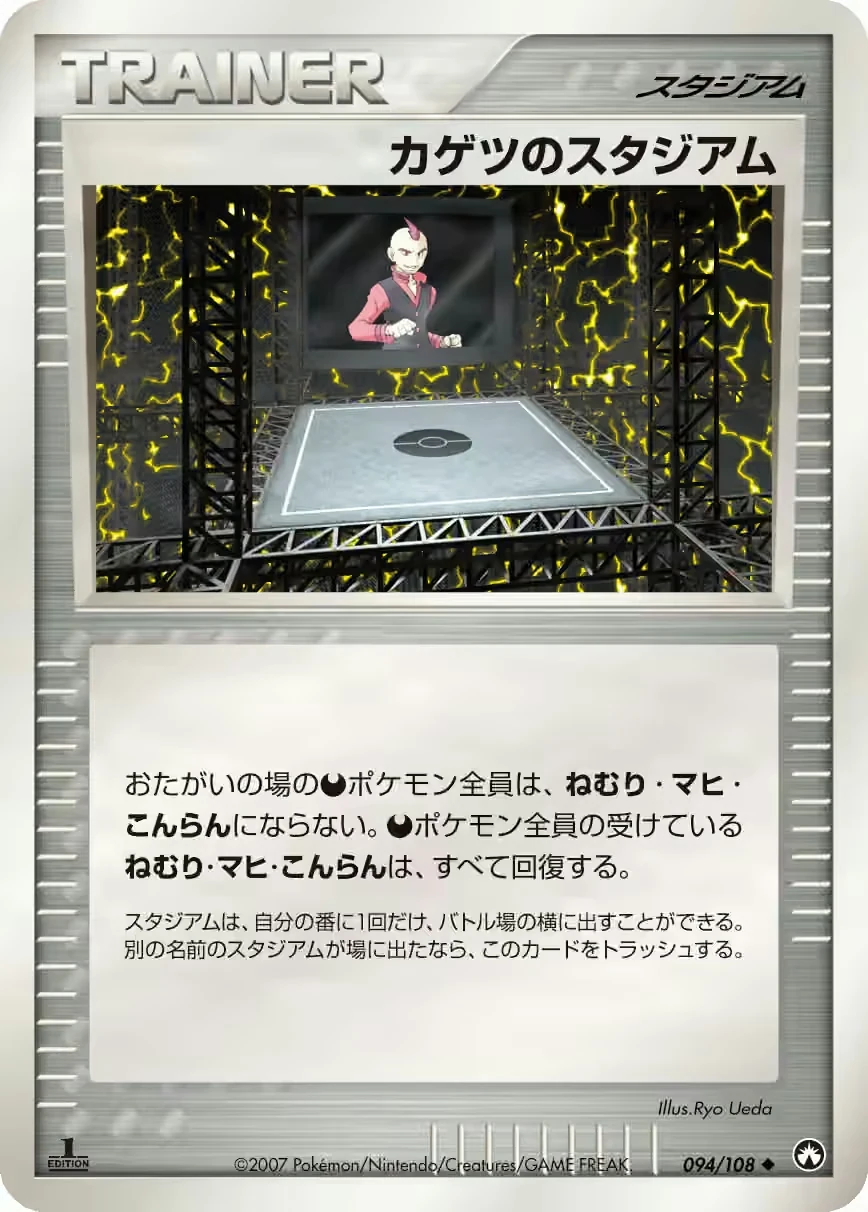 TRAINER
スタジアム
カゲツのスタジアム
おたがいの場のポケモン全員は、ねむり・マヒ・
こんらんにならない。ポケモン全員の受けている
ねむり・マヒ・こんらんは、すべて回復する。
スタジアムは、自分の番に1回だけ、バトル場の横に出すことができる。
別の名前のスタジアムが場に出たなら、このカードをトラッシュする。
Illus.Ryo Ueda
1 EDITION
©2007 Pokémon/Nintendo/Creatures/GAME FREAK.
094/108